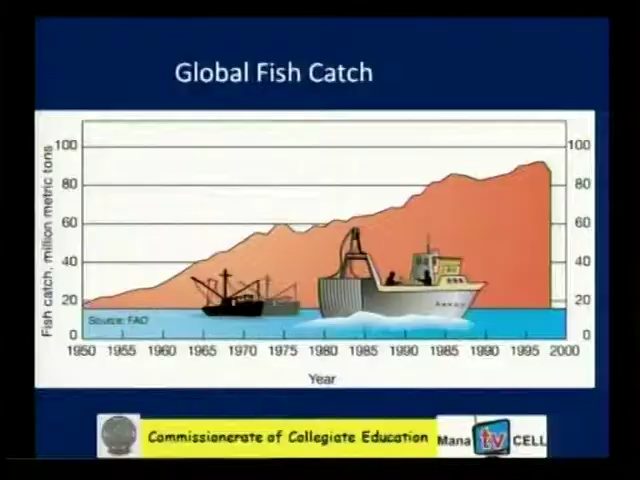 Global Fish Catch
Fish catch, million metric tons
100
80
60
40
20
0
100
80
60
40
20
0
Source: FAO
1950 1955 1960 1965 1970 1975 1980 1985 1990 1985 1990 1995 2000
Year
Commissionerate of Collegiate Education
Mana tv CELL